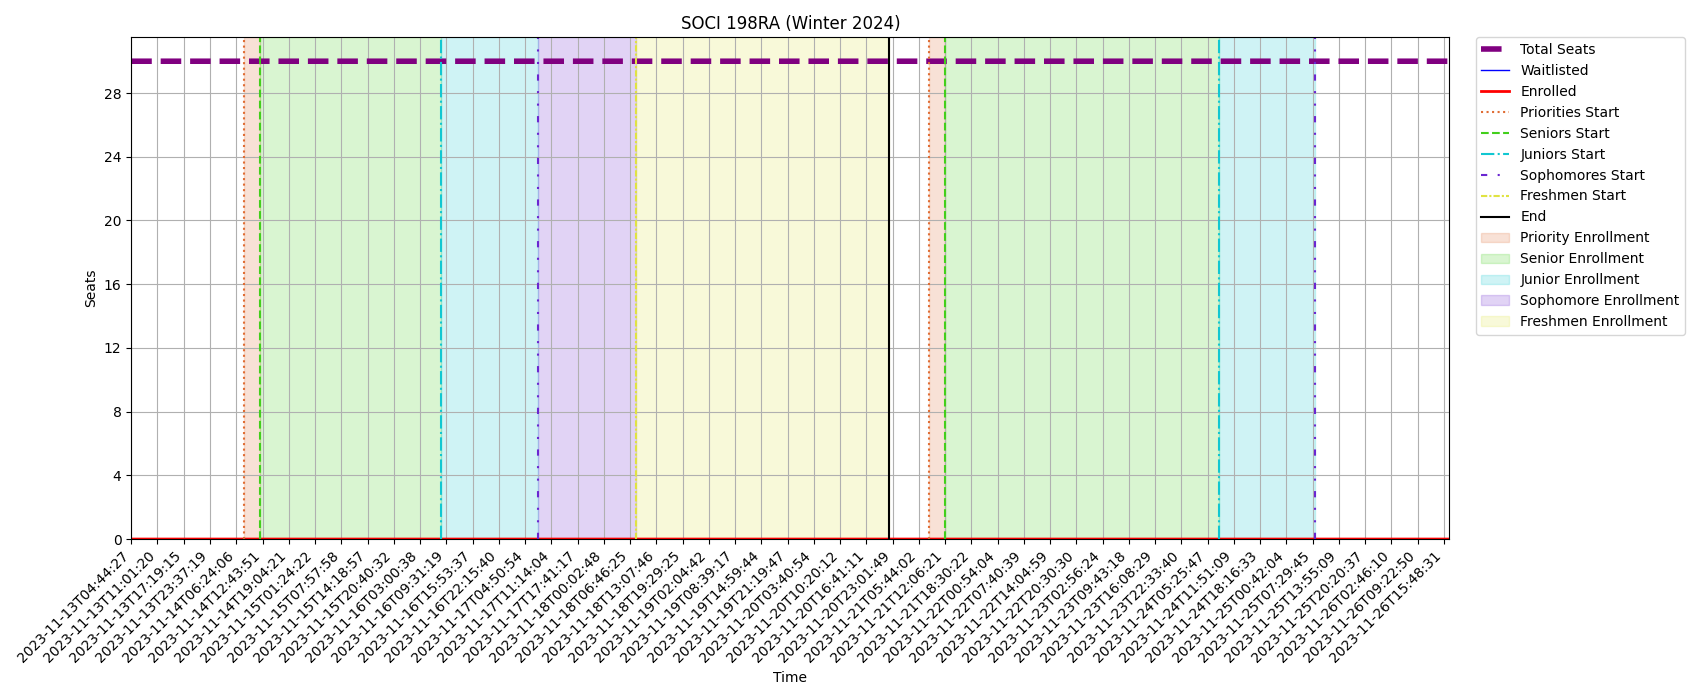 SOCI 198RA (Winter 2024)
Seats
28
24
20
16
12
8
4
0
2023-11-13T04:44:27
2023-11-13T11:01:20
2023-11-13T17:19:15
2023-11-13T23:37:19
2023-11-14T06:24:06
2023-11-14T12:43:51
2023-11-14T19:04:21
2023-11-15T01:24:22
2023-11-15T07:57:58
2023-11-15T14:18:57
2023-11-15T20:40:32
2023-11-16T03:00:38
2023-11-16T09:31:19
2023-11-16T15:53:37
2023-11-16T22:15:40
2023-11-17T04:50:54
2023-11-17T11:14:04
2023-11-17T17:41:17
2023-11-18T00:02:48
2023-11-18T06:46:25
2023-11-18T13:07:46
2023-11-18T19:29:25
2023-11-19T02:04:42
2023-11-19T08:39:17
2023-11-19T14:59:44
2023-11-19T21:19:47
2023-11-20T03:40:54
2023-11-20T10:20:12
2023-11-20T16:41:11
2023-11-20T23:01:49
2023-11-21T05:44:02
2023-11-21T12:06:21
2023-11-21T18:30:22
2023-11-22T00:54:04
2023-11-22T07:40:39
2023-11-22T14:04:59
2023-11-22T20:30:30
2023-11-23T02:56:24
2023-11-23T09:43:18
2023-11-23T16:08:29
2023-11-23T22:33:40
2023-11-24T05:25:47
2023-11-24T11:51:09
2023-11-24T18:16:33
2023-11-25T00:42:04
2023-11-25T07:29:45
2023-11-25T13:55:09
2023-11-25T20:20:37
2023-11-26T02:46:10
2023-11-26T09:22:50
2023-11-26T15:48:31
Time
Total Seats
Waitlisted
Enrolled
Priorities Start
Seniors Start
Juniors Start
Sophomores Start
Freshmen Start
End
Priority Enrollment
Senior Enrollment
Junior Enrollment
Sophomore Enrollment
Freshmen Enrollment